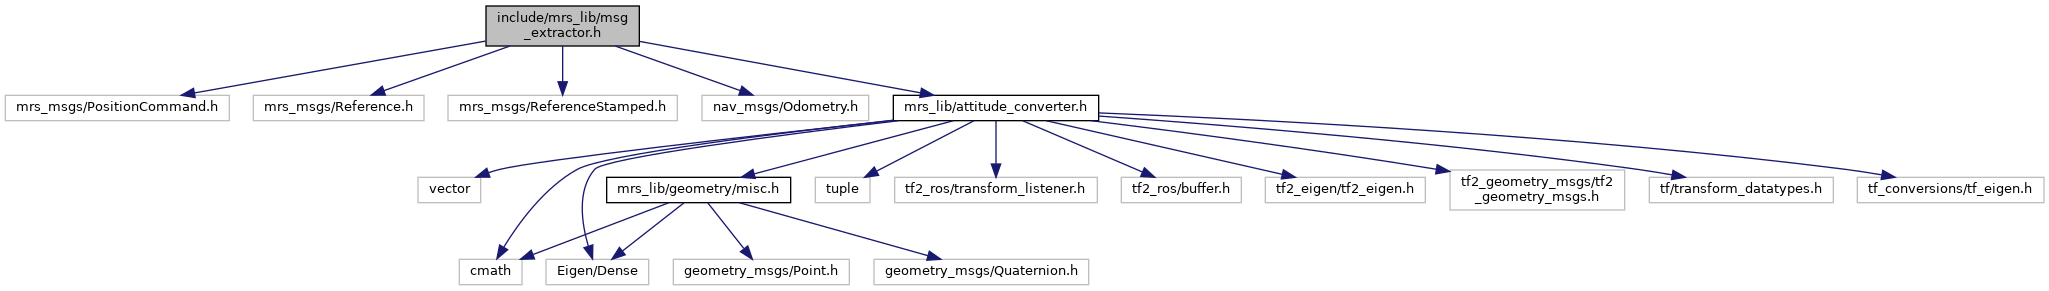 include/mrs_lib/msg
_extractor.h
mrs_msgs/PositionCommand.h
mrs_msgs/Reference.h
mrs_msgs/ReferenceStamped.h
nav_msgs/Odometry.h
mrs_lib/attitude_converter.h
vector
mrs_lib/geometry/misc.h
tuple
tf2_ros/transform_listener.h
tf2_ros/buffer.h
tf2_eigen/tf2_eigen.h
tf2_geometry_msgs/tf2
_geometry_msgs.h
tf/transform_datatypes.h
tf_conversions/tf_eigen.h
cmath
Eigen/Dense
geometry_msgs/Point.h
geometry_msgs/Quaternion.h